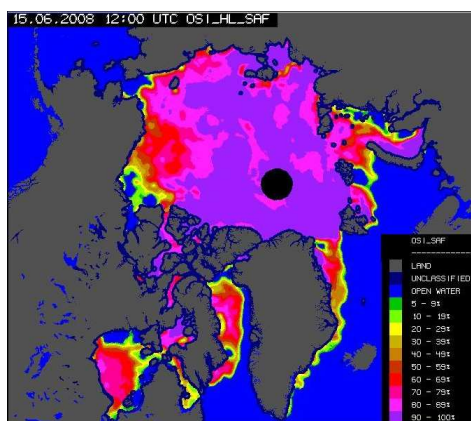 15.06.2008 12:00 UTC OSI_HL_SAF
OSI_SAF
-------------
LAND
UNCLASSIFIED
OPEN WATER
5 - 9%
10 - 19%
20 - 29%
30 - 39%
40 - 49%
50 - 59%
60 - 69%
70 - 79%
80 - 89%
90 - 100%